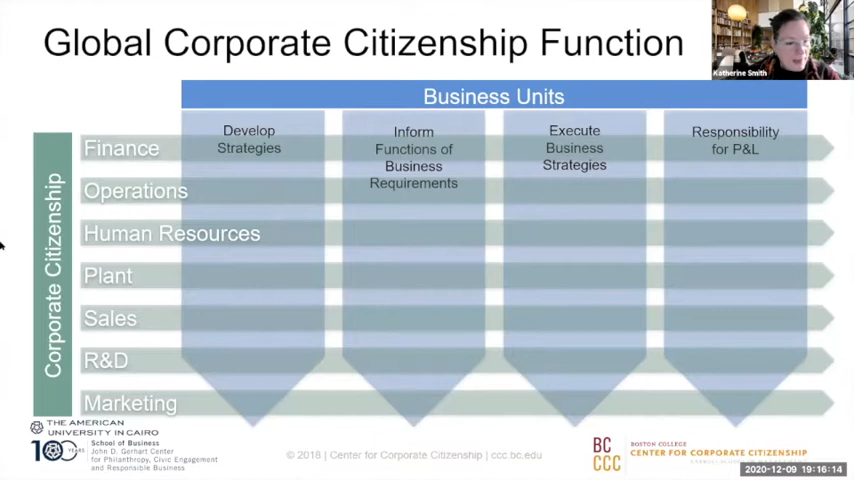 Global Corporate Citizenship Function
Katherine Smith
Business Units
Develop
Strategies
Inform
Functions of
Business
Requirements
Execute
Business
Strategies
Responsibility
for P&L
Corporate Citizenship
Finance
Operations
Human Resources
Plant
Sales
R&D
Marketing
THE AMERICAN
UNIVERSITY IN CAIRO
100 YEARS
School of Business
John D. Gerhart Center
for Philanthropy, Civic Engagement
and Responsible Business
© 2018 | Center for Corporate Citizenship | ccc.bc.edu
BC
CCC
BOSTON COLLEGE
CENTER FOR CORPORATE CITIZENSHIP
2020-12-09 19:16:14